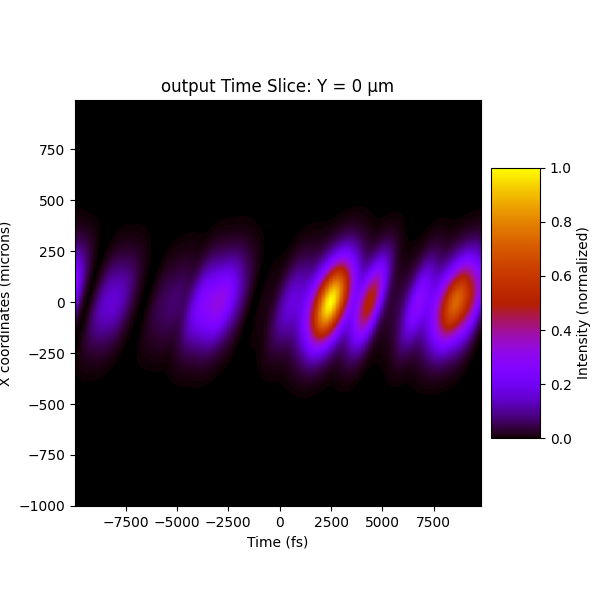 output Time Slice: Y = 0 μm
X coordinates (microns)
750
500
250
0
−250
−500
−750
−1000
−7500 −5000 −2500 0 2500 5000 7500
Time (fs)
1.0
0.8
0.6
0.4
0.2
0.0
Intensity (normalized)